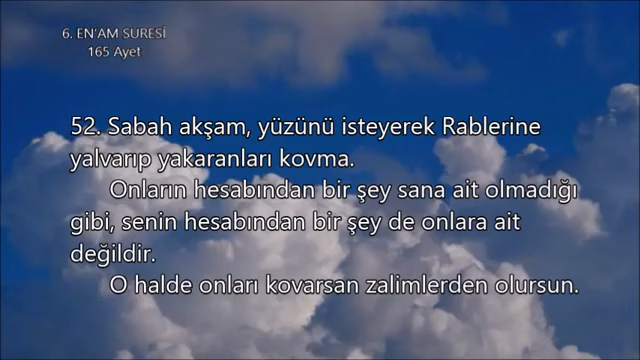 6. EN'AM SURESİ
165 Ayet
52. Sabah akşam, yüzünü isteyerek Rablerine
yalvarıp yakaranları kovma.
Onların hesabından bir şey sana ait olmadığı
gibi, senin hesabından bir şey de onlara ait
değildir.
O halde onları kovarsan zalimlerden olursun.